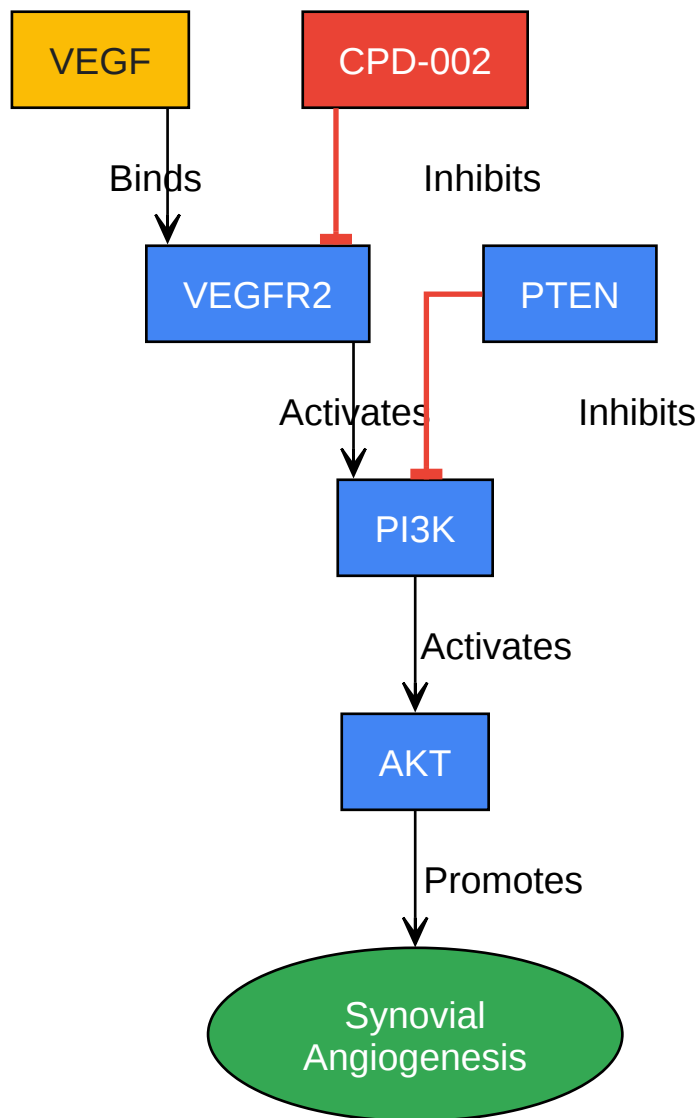 VEGF
CPD-002
Binds
Inhibits
VEGFR2
PTEN
Activates
Inhibits
PI3K
Activates
AKT
Promotes
Synovial
Angiogenesis